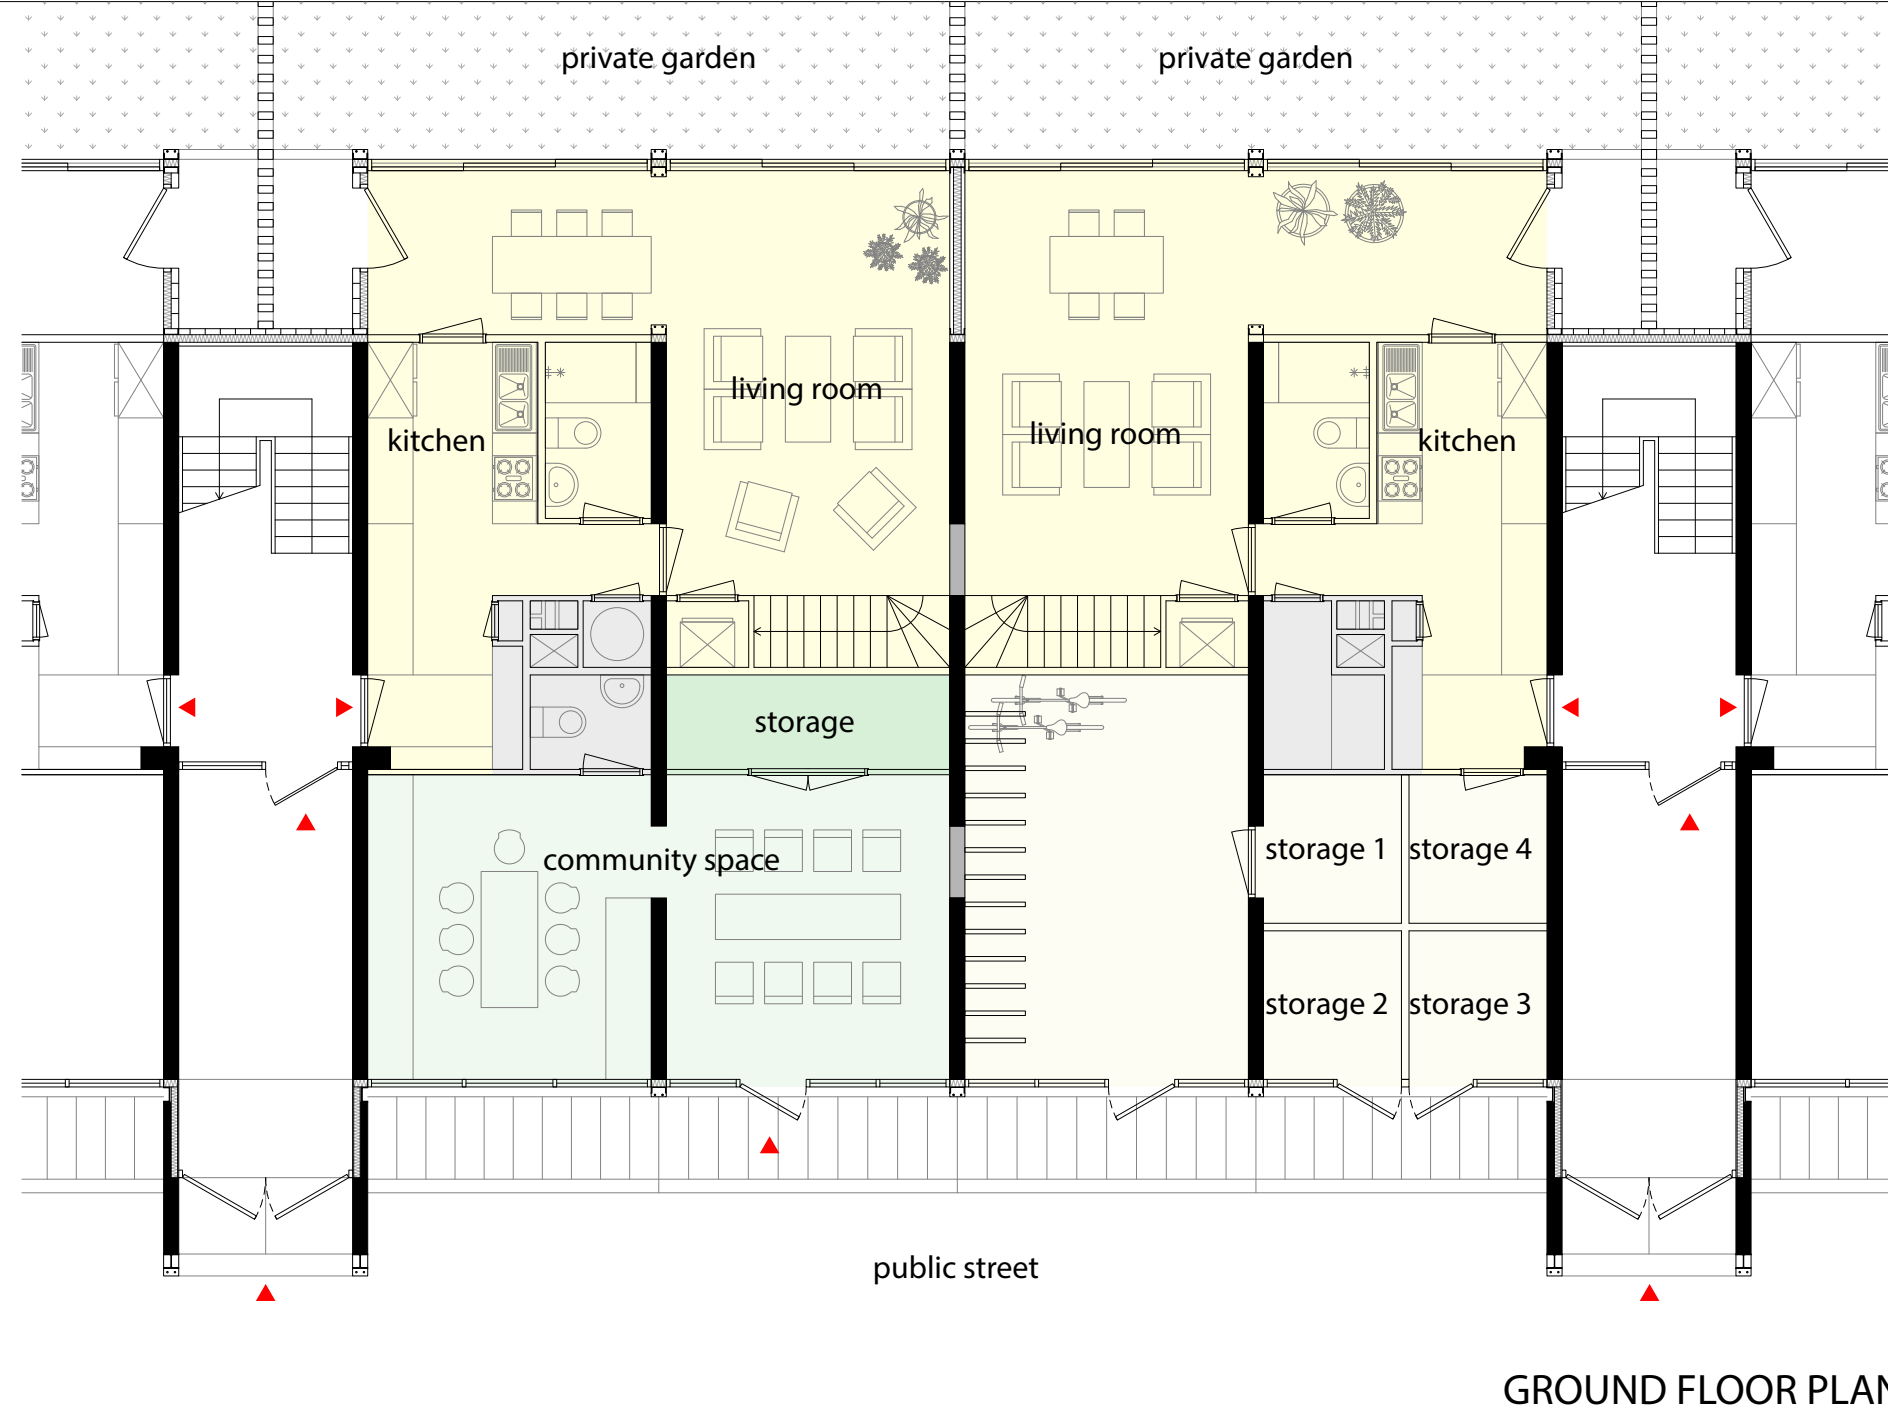 private garden
private garden
living room
living room
kitchen
kitchen
storage
community space
storage 1
storage 4
storage 2
storage 3
public street
GROUND FLOOR PLAN